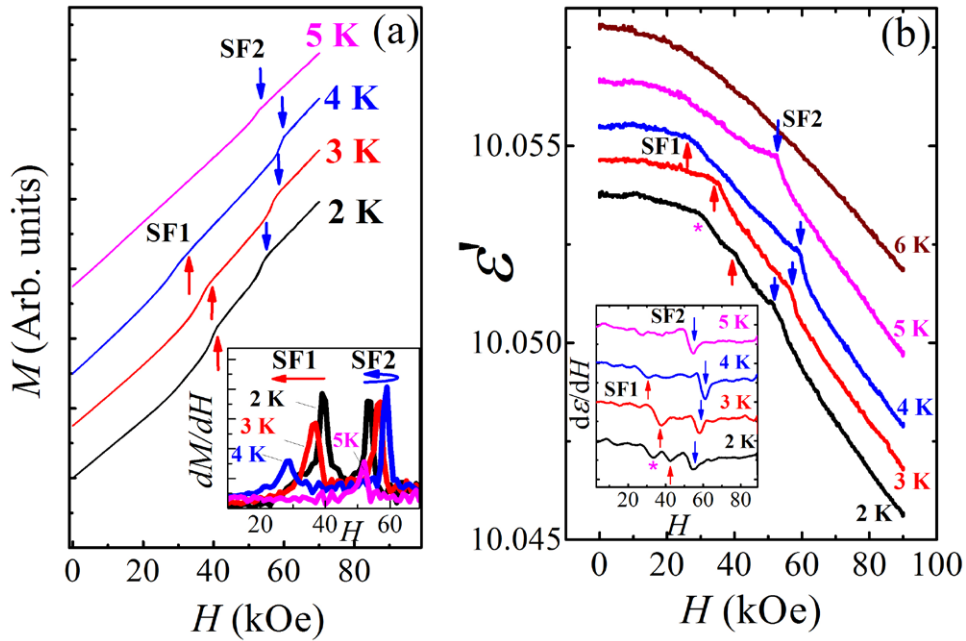 (a)
SF2
5 K
4 K
3 K
2 K
SF1
M (Arb. units)
0 20 40 60 80
H (kOe)
SF1 SF2
2 K
3 K
4 K
5K
dM/dH
20 40 60
H
(b)
SF2
SF1
10.055
10.050
10.045
ε'
6 K
5 K
4 K
3 K
2 K
*
0 20 40 60 80 100
H (kOe)
SF2
5 K
4 K
SF1
3 K
2 K
*
dε/dH
20 40 60 80
H